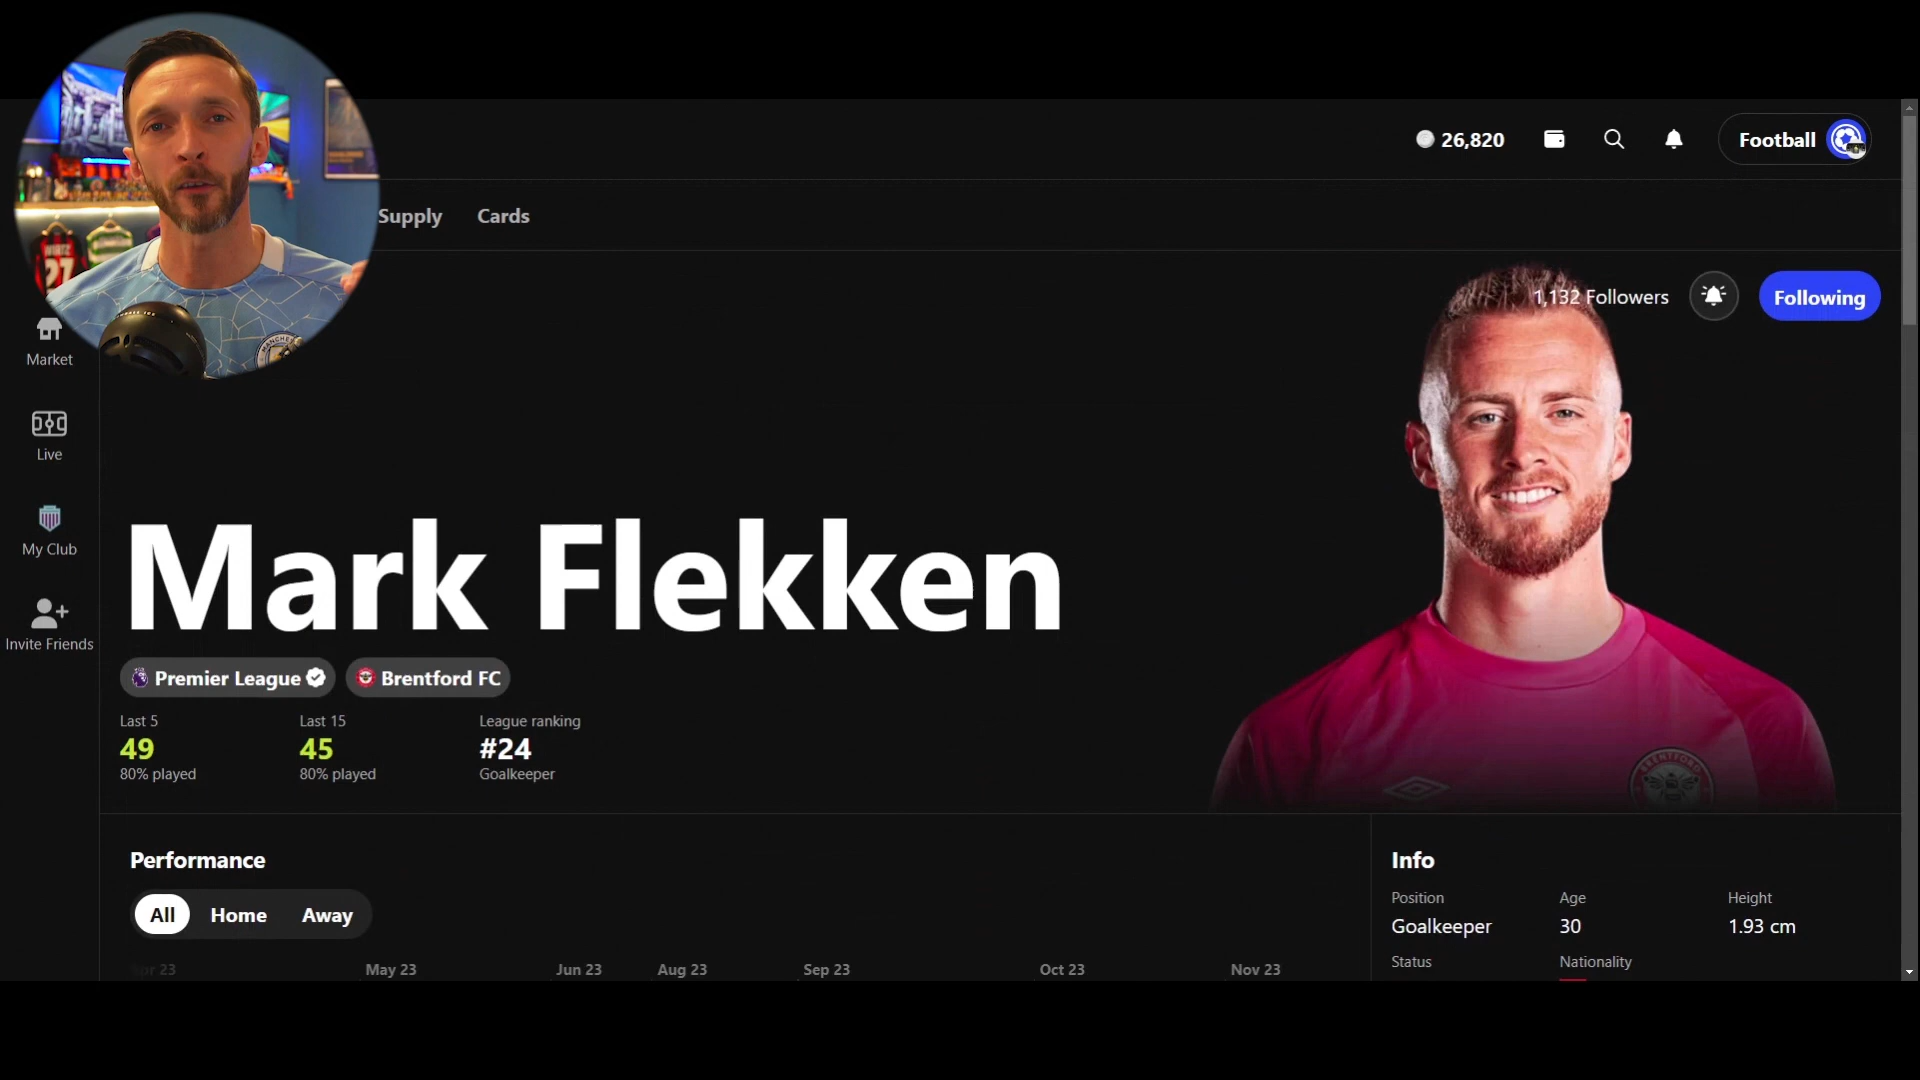 26,820
Football
Supply Cards
WIRTZ
27
1,132 Followers
Following
Market
Live
My Club
Invite Friends
Mark Flekken
Premier League
Brentford FC
Last 5
49
80% played
Last 15
45
80% played
League ranking
#24
Goalkeeper
BRENTFORD
Performance
All Home Away
May 23 Jun 23 Aug 23 Sep 23 Oct 23 Nov 23
Info
Position Age Height
Goalkeeper 30 1.93 cm
Status Nationality